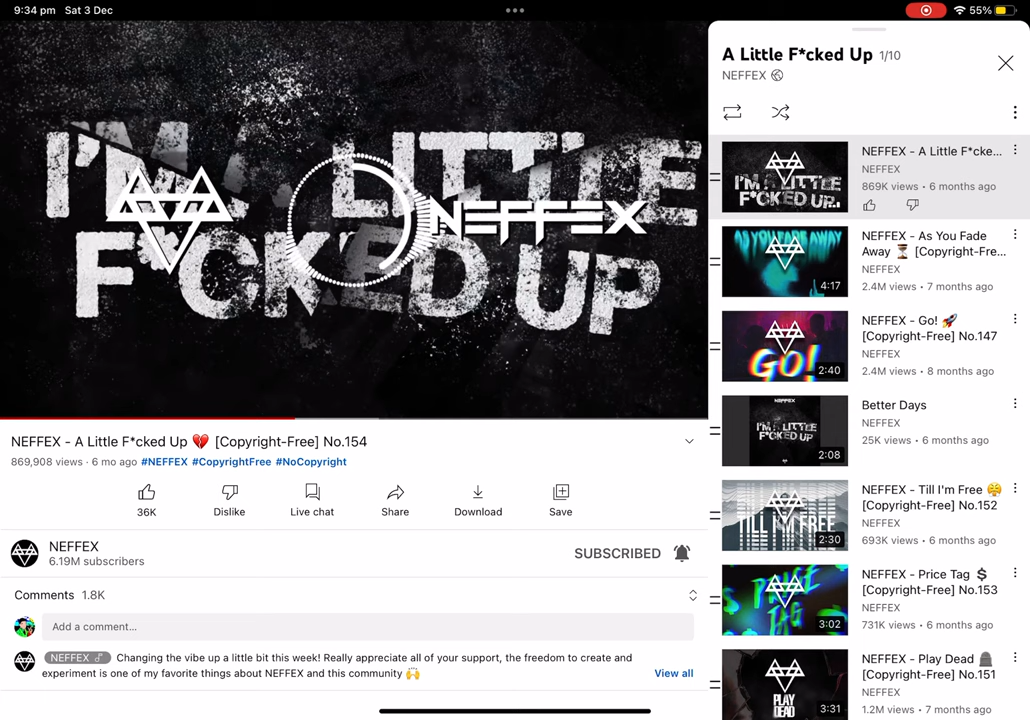 9:34 pm Sat 3 Dec
55%
I'M A LITTLE
F*CKED UP
NEFFEX
NEFFEX - A Little F*cked Up 💔 [Copyright-Free] No.154
869,908 views · 6 mo ago #NEFFEX #CopyrightFree #NoCopyright
36K
Dislike
Live chat
Share
Download
Save
NEFFEX
6.19M subscribers
SUBSCRIBED
Comments 1.8K
Add a comment...
NEFFEX Changing the vibe up a little bit this week! Really appreciate all of your support, the freedom to create and
experiment is one of my favorite things about NEFFEX and this community 🙌
View all
A Little F*cked Up 1/10
NEFFEX
I'M A LITTLE
F*CKED UP.
NEFFEX - A Little F*cke...
NEFFEX
869K views • 6 months ago
AS YOU FADE AWAY
4:17
NEFFEX - As You Fade
Away ⏳ [Copyright-Fre...
NEFFEX
2.4M views • 7 months ago
GO!
2:40
NEFFEX - Go! 🚀
[Copyright-Free] No.147
NEFFEX
2.4M views • 8 months ago
NEFFEX
I'M A LITTLE
F*CKED UP
2:08
Better Days
NEFFEX
25K views • 6 months ago
TILL I'M FREE
2:30
NEFFEX - Till I'm Free 😤
[Copyright-Free] No.152
NEFFEX
693K views • 6 months ago
PRICE
TAG
3:02
NEFFEX - Price Tag 💲
[Copyright-Free] No.153
NEFFEX
731K views • 6 months ago
PLAY
DEAD
3:31
NEFFEX - Play Dead 🪦
[Copyright-Free] No.151
NEFFEX
1.2M views • 7 months ago